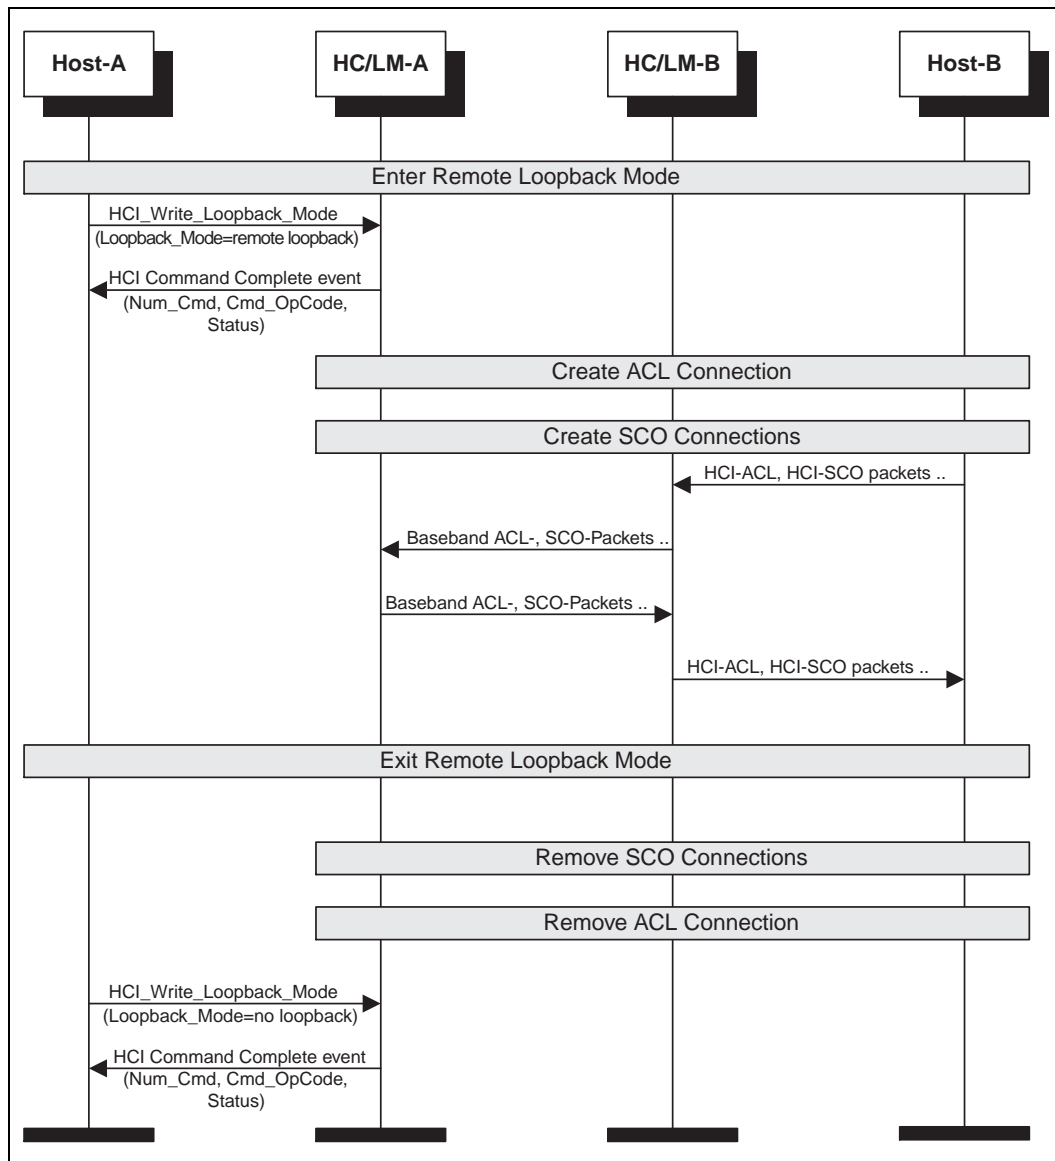 Host-A
HC/LM-A
HC/LM-B
Host-B
Enter Remote Loopback Mode
HCI_Write_Loopback_Mode
(Loopback_Mode=remote loopback)
HCI Command Complete event
(Num_Cmd, Cmd_OpCode,
Status)
Create ACL Connection
Create SCO Connections
HCI-ACL, HCI-SCO packets ..
Baseband ACL-, SCO-Packets ..
Baseband ACL-, SCO-Packets ..
HCI-ACL, HCI-SCO packets ..
Exit Remote Loopback Mode
Remove SCO Connections
Remove ACL Connection
HCI_Write_Loopback_Mode
(Loopback_Mode=no loopback)
HCI Command Complete event
(Num_Cmd, Cmd_OpCode,
Status)